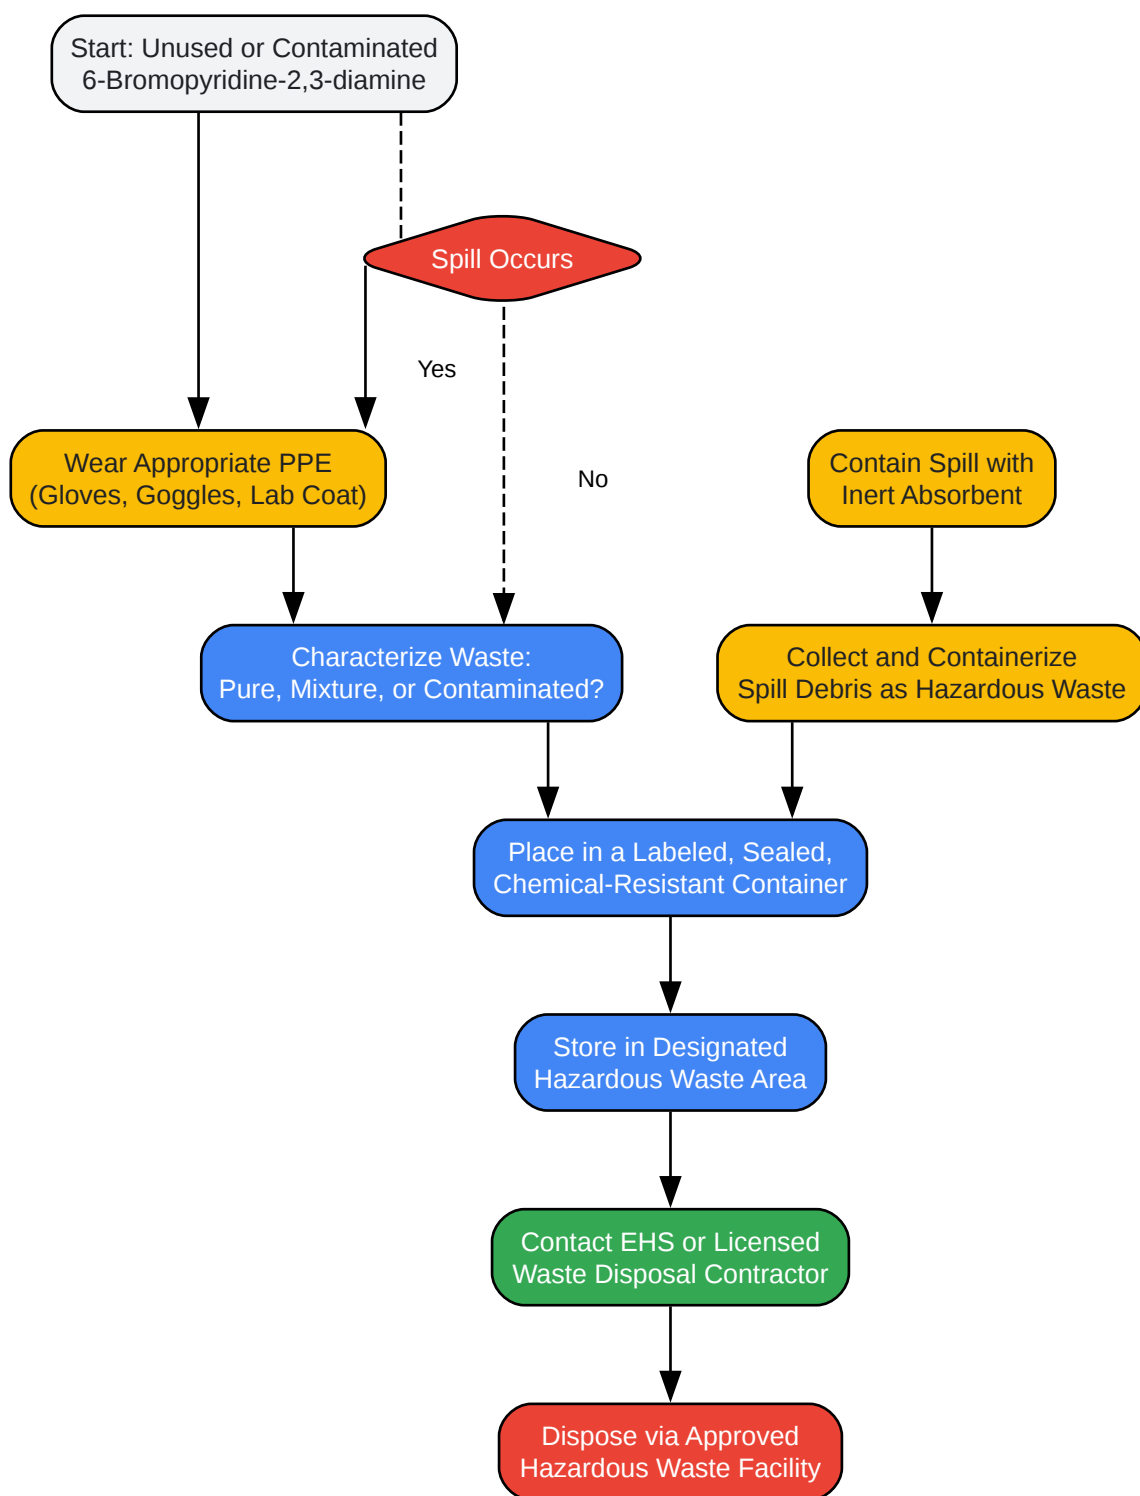 Start: Unused or Contaminated
6-Bromopyridine-2,3-diamine
Spill Occurs
Yes
No
Wear Appropriate PPE
(Gloves, Goggles, Lab Coat)
Contain Spill with
Inert Absorbent
Characterize Waste:
Pure, Mixture, or Contaminated?
Collect and Containerize
Spill Debris as Hazardous Waste
Place in a Labeled, Sealed,
Chemical-Resistant Container
Store in Designated
Hazardous Waste Area
Contact EHS or Licensed
Waste Disposal Contractor
Dispose via Approved
Hazardous Waste Facility